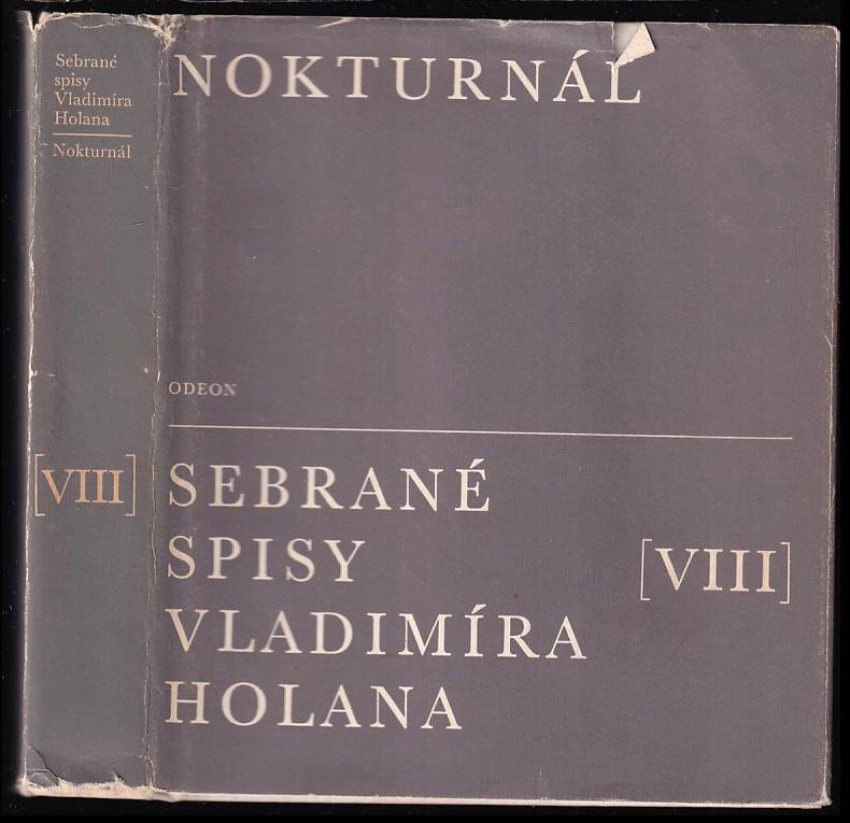 Sebrané
spisy
Vladimíra
Holana
Nokturnál
[VIII]
NOKTURNÁL
ODEON
SEBRANÉ
SPISY
[VIII]
VLADIMÍRA
HOLANA